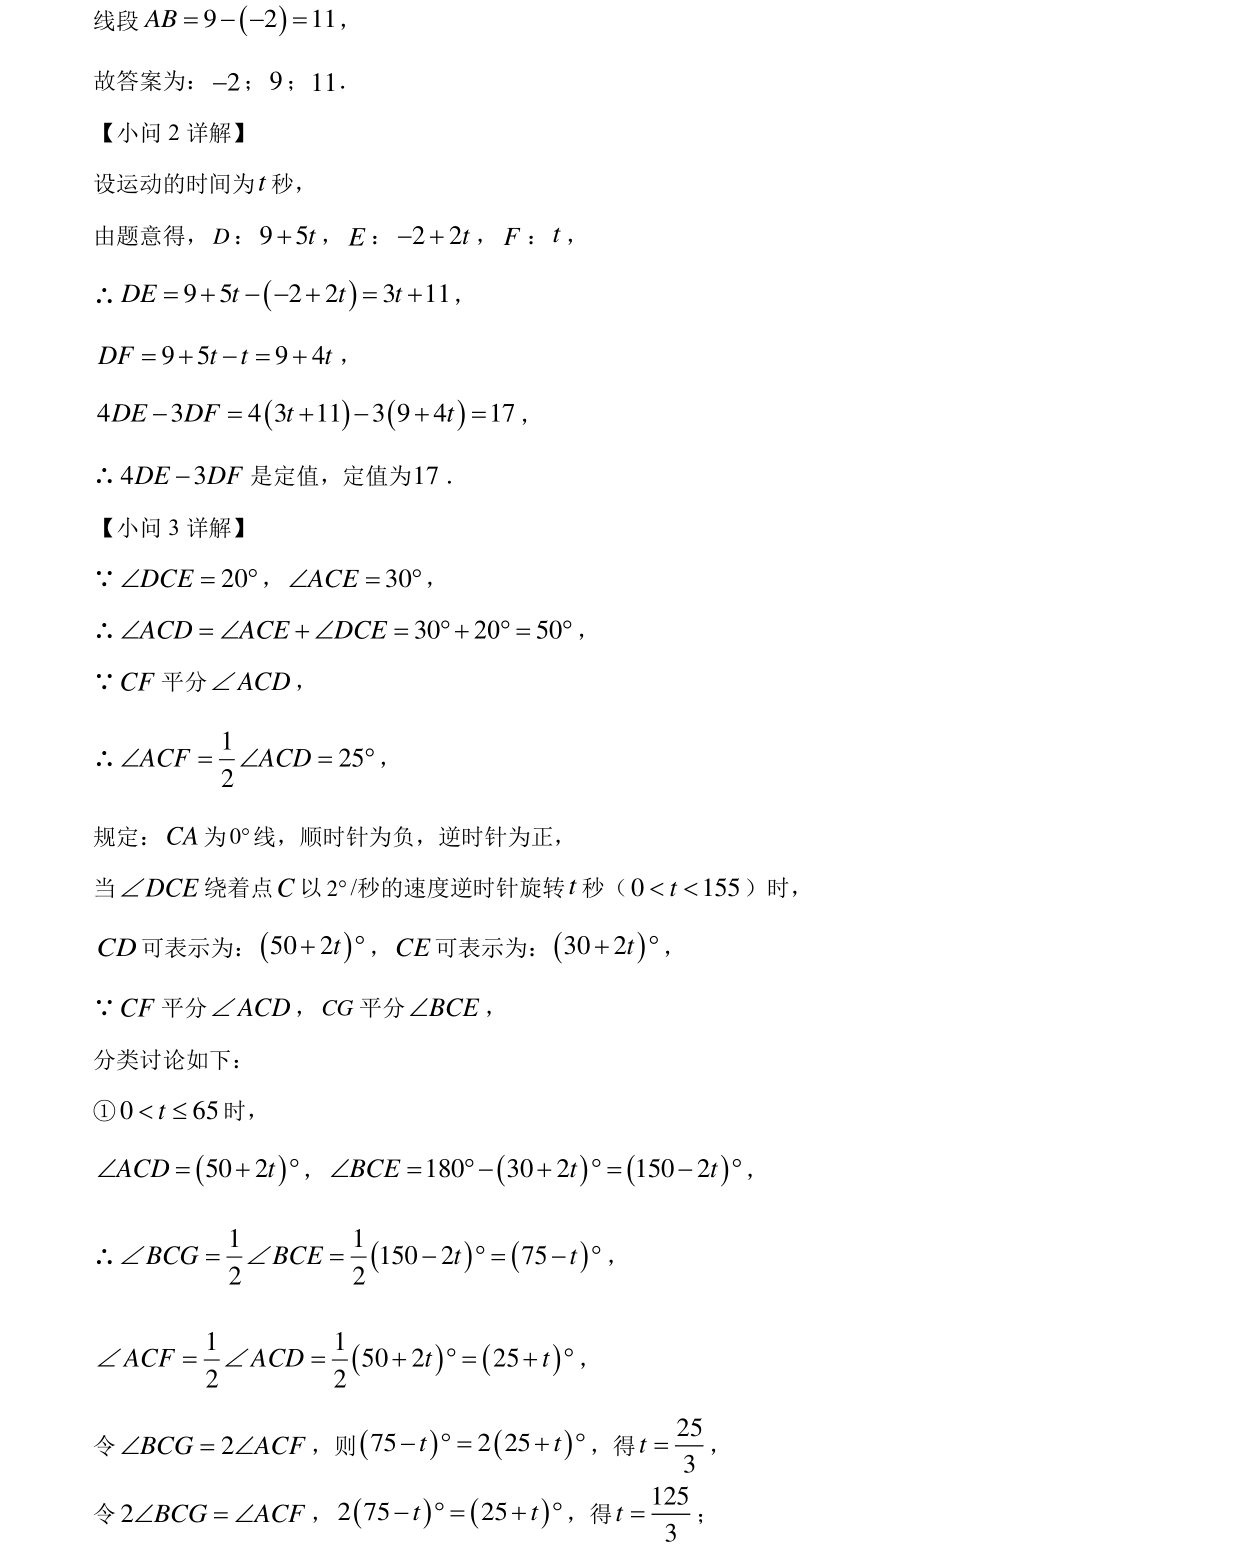 线段 AB = 9 − (−2) = 11，
故答案为：−2；9；11．
【小问 2 详解】
设运动的时间为 t 秒，
由题意得，D：9 + 5t，E：−2 + 2t，F：t，
∴ DE = 9 + 5t − (−2 + 2t) = 3t + 11，
DF = 9 + 5t − t = 9 + 4t，
4DE − 3DF = 4(3t + 11) − 3(9 + 4t) = 17，
∴ 4DE − 3DF 是定值，定值为17．
【小问 3 详解】
∵ ∠DCE = 20°，∠ACE = 30°，
∴ ∠ACD = ∠ACE + ∠DCE = 30° + 20° = 50°，
∵ CF 平分 ∠ACD，
∴ ∠ACF = 1/2 ∠ACD = 25°，
规定：CA 为 0° 线，顺时针为负，逆时针为正，
当 ∠DCE 绕着点 C 以 2° /秒的速度逆时针旋转 t 秒（0 < t < 155）时，
CD 可表示为：(50 + 2t)°，CE 可表示为：(30 + 2t)°，
∵ CF 平分 ∠ACD，CG 平分 ∠BCE，
分类讨论如下：
①0 < t ≤ 65 时，
∠ACD = (50 + 2t)°，∠BCE = 180° − (30 + 2t)° = (150 − 2t)°，
∴ ∠BCG = 1/2 ∠BCE = 1/2 (150 − 2t)° = (75 − t)°，
∠ACF = 1/2 ∠ACD = 1/2 (50 + 2t)° = (25 + t)°，
令 ∠BCG = 2∠ACF，则 (75 − t)° = 2(25 + t)°，得 t = 25/3，
令 2∠BCG = ∠ACF，2(75 − t)° = (25 + t)°，得 t = 125/3；